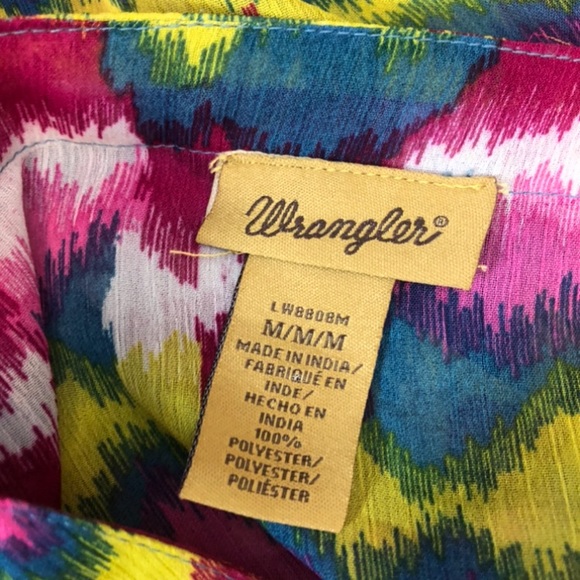 Wrangler®
LW8808M
M/M/M
MADE IN INDIA/
FABRIQUÉ EN
INDE/
HECHO EN
INDIA
100%
POLYESTER/
POLYESTER/
POLIÉSTER